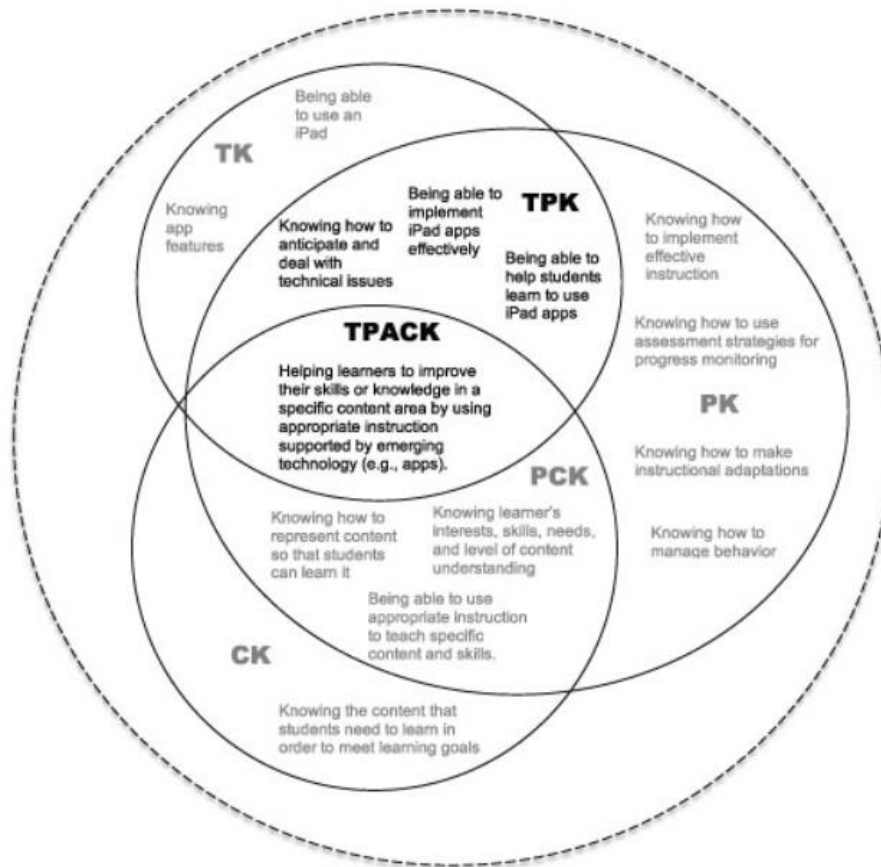 Being able
to use an
iPad
TK
Knowing
app
features
Being able to
implement
iPad apps
effectively
TPK
Knowing how to
anticipate and
deal with
technical issues
Being able to
help students
learn to use
iPad apps
Knowing how
to implement
effective
instruction
Knowing how to use
assessment strategies for
progress monitoring
PK
Knowing how to make
instructional adaptations
Knowing how to
manage behavior
TPACK
Helping learners to improve
their skills or knowledge in a
specific content area by using
appropriate instruction
supported by emerging
technology (e.g., apps).
PCK
Knowing how to
represent content
so that students
can learn it
Knowing learner's
interests, skills, needs,
and level of content
understanding
Being able to use
appropriate instruction
to teach specific
content and skills.
CK
Knowing the content that
students need to learn in
order to meet learning goals